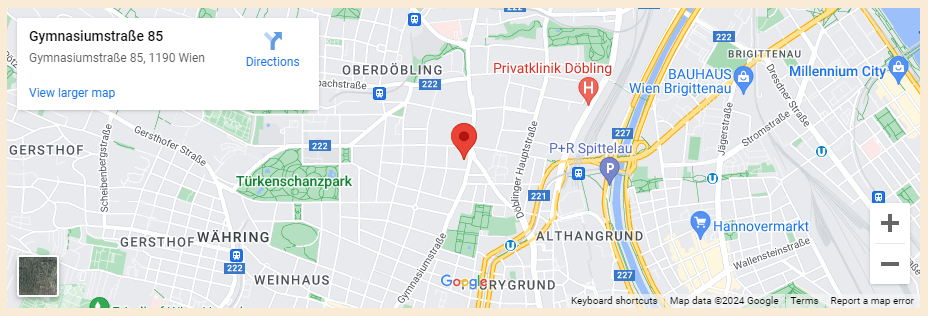 Gymnasiumstraße 85
Gymnasiumstraße 85, 1190 Wien
Directions
View larger map
OBERDÖBLING
222
Privatklinik Döbling
BRIGITTENAU
BAUHAUS
Wien Brigittenau
Millennium City
Dresdner Straße
Jägerstraße
Stromstraße
227
GERSTHOF
Gersthofer Straße
Scheibenbergstraße
222
P+R Spittelau
Türkenschanzpark
Döblinger Hauptstraße
221
Hannovermarkt
GERSTHOF
WÄHRING
222
ALTHANGRUND
Wallensteinstraße
Gymnasiumstraße
WEINHAUS
227
Google
Keyboard shortcuts
Map data ©2024 Google
Terms
Report a map error